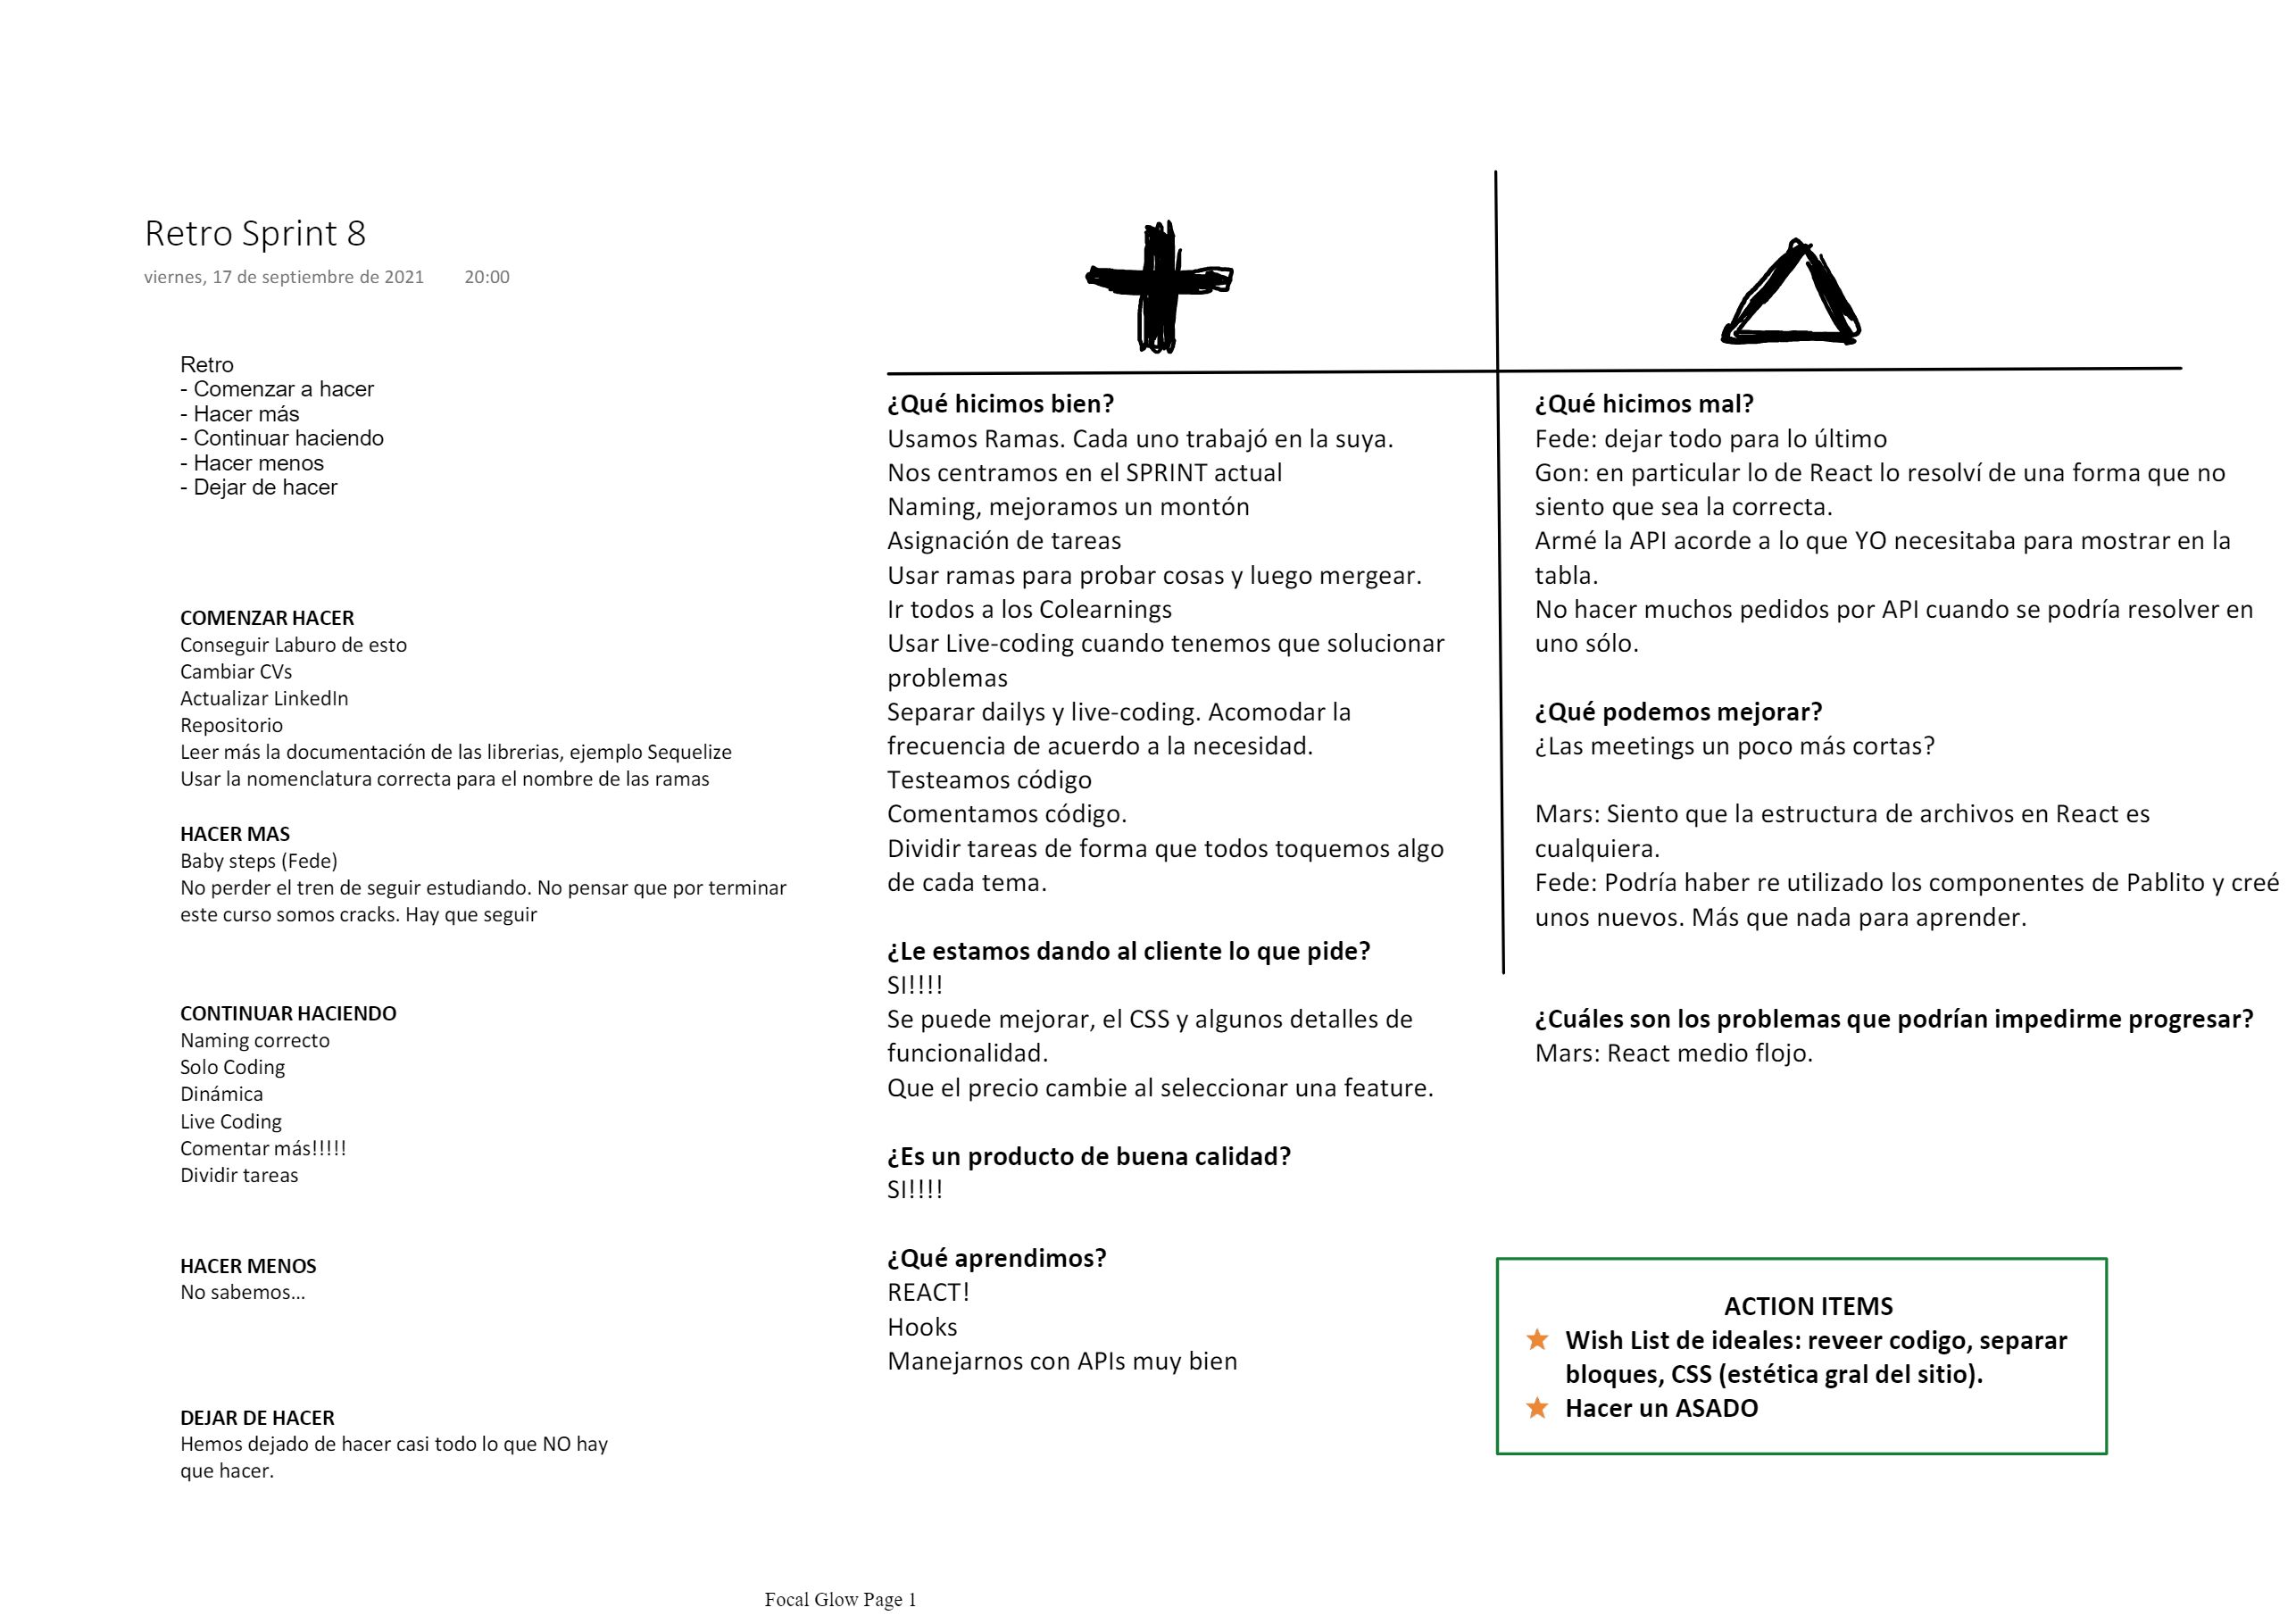 Retro Sprint 8
viernes, 17 de septiembre de 2021 20:00
Retro
- Comenzar a hacer
- Hacer más
- Continuar haciendo
- Hacer menos
- Dejar de hacer
COMENZAR HACER
Conseguir Laburo de esto
Cambiar CVs
Actualizar LinkedIn
Repositorio
Leer más la documentación de las librerias, ejemplo Sequelize
Usar la nomenclatura correcta para el nombre de las ramas
HACER MAS
Baby steps (Fede)
No perder el tren de seguir estudiando. No pensar que por terminar
este curso somos cracks. Hay que seguir
CONTINUAR HACIENDO
Naming correcto
Solo Coding
Dinámica
Live Coding
Comentar más!!!!!
Dividir tareas
HACER MENOS
No sabemos...
DEJAR DE HACER
Hemos dejado de hacer casi todo lo que NO hay
que hacer.
¿Qué hicimos bien?
Usamos Ramas. Cada uno trabajó en la suya.
Nos centramos en el SPRINT actual
Naming, mejoramos un montón
Asignación de tareas
Usar ramas para probar cosas y luego mergear.
Ir todos a los Colearnings
Usar Live-coding cuando tenemos que solucionar
problemas
Separar dailys y live-coding. Acomodar la
frecuencia de acuerdo a la necesidad.
Testeamos código
Comentamos código.
Dividir tareas de forma que todos toquemos algo
de cada tema.
¿Le estamos dando al cliente lo que pide?
SI!!!!
Se puede mejorar, el CSS y algunos detalles de
funcionalidad.
Que el precio cambie al seleccionar una feature.
¿Es un producto de buena calidad?
SI!!!!
¿Qué aprendimos?
REACT!
Hooks
Manejarnos con APIs muy bien
¿Qué hicimos mal?
Fede: dejar todo para lo último
Gon: en particular lo de React lo resolví de una forma que no
siento que sea la correcta.
Armé la API acorde a lo que YO necesitaba para mostrar en la
tabla.
No hacer muchos pedidos por API cuando se podría resolver en
uno sólo.
¿Qué podemos mejorar?
¿Las meetings un poco más cortas?
Mars: Siento que la estructura de archivos en React es
cualquiera.
Fede: Podría haber re utilizado los componentes de Pablito y creé
unos nuevos. Más que nada para aprender.
¿Cuáles son los problemas que podrían impedirme progresar?
Mars: React medio flojo.
ACTION ITEMS
Wish List de ideales: reveer codigo, separar
bloques, CSS (estética gral del sitio).
Hacer un ASADO
Focal Glow Page 1